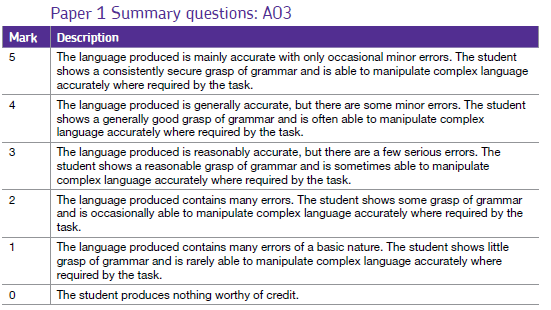 Paper 1 Summary questions: AO3
Mark Description
5 The language produced is mainly accurate with only occasional minor errors. The student
shows a consistently secure grasp of grammar and is able to manipulate complex language
accurately where required by the task.
4 The language produced is generally accurate, but there are some minor errors. The student
shows a generally good grasp of grammar and is often able to manipulate complex
language accurately where required by the task.
3 The language produced is reasonably accurate, but there are a few serious errors. The
student shows a reasonable grasp of grammar and is sometimes able to manipulate
complex language accurately where required by the task.
2 The language produced contains many errors. The student shows some grasp of grammar
and is occasionally able to manipulate complex language accurately where required by the
task.
1 The language produced contains many errors of a basic nature. The student shows little
grasp of grammar and is rarely able to manipulate complex language accurately where
required by the task.
0 The student produces nothing worthy of credit.